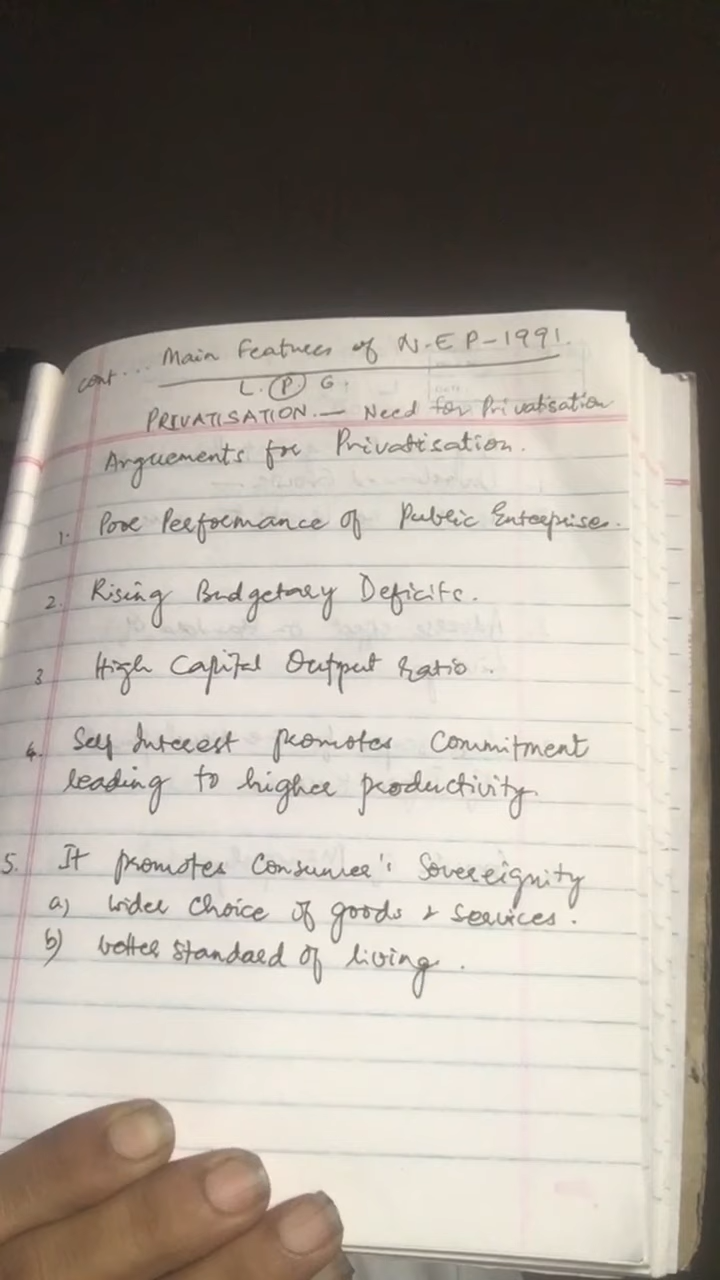 cont... Main Features of N.E P-1991.
L. P. G.
PRIVATISATION. — Need for Privatisation
Arguements for Privatisation.
1. Poor Performance of Public Enterprise.
2. Rising Budgetary Deficits.
3 High Capital Output Ratio.
4. Self Interest promotes Commitment
leading to higher productivity.
5. It promotes Consumer's Sovereignity
a) wider choice of goods & services.
b) better standard of living.